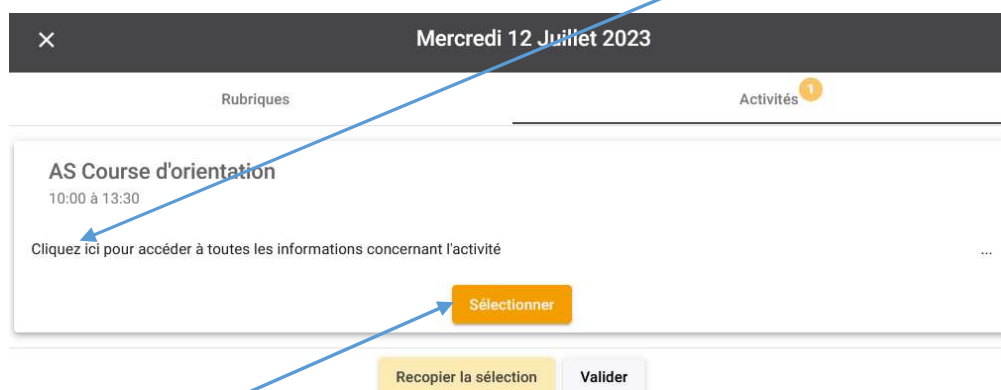 Mercredi 12 Juillet 2023
Rubriques
Activités 1
AS Course d'orientation
10:00 à 13:30
Cliquez ici pour accéder à toutes les informations concernant l'activité ...
Sélectionner
Recopier la sélection Valider